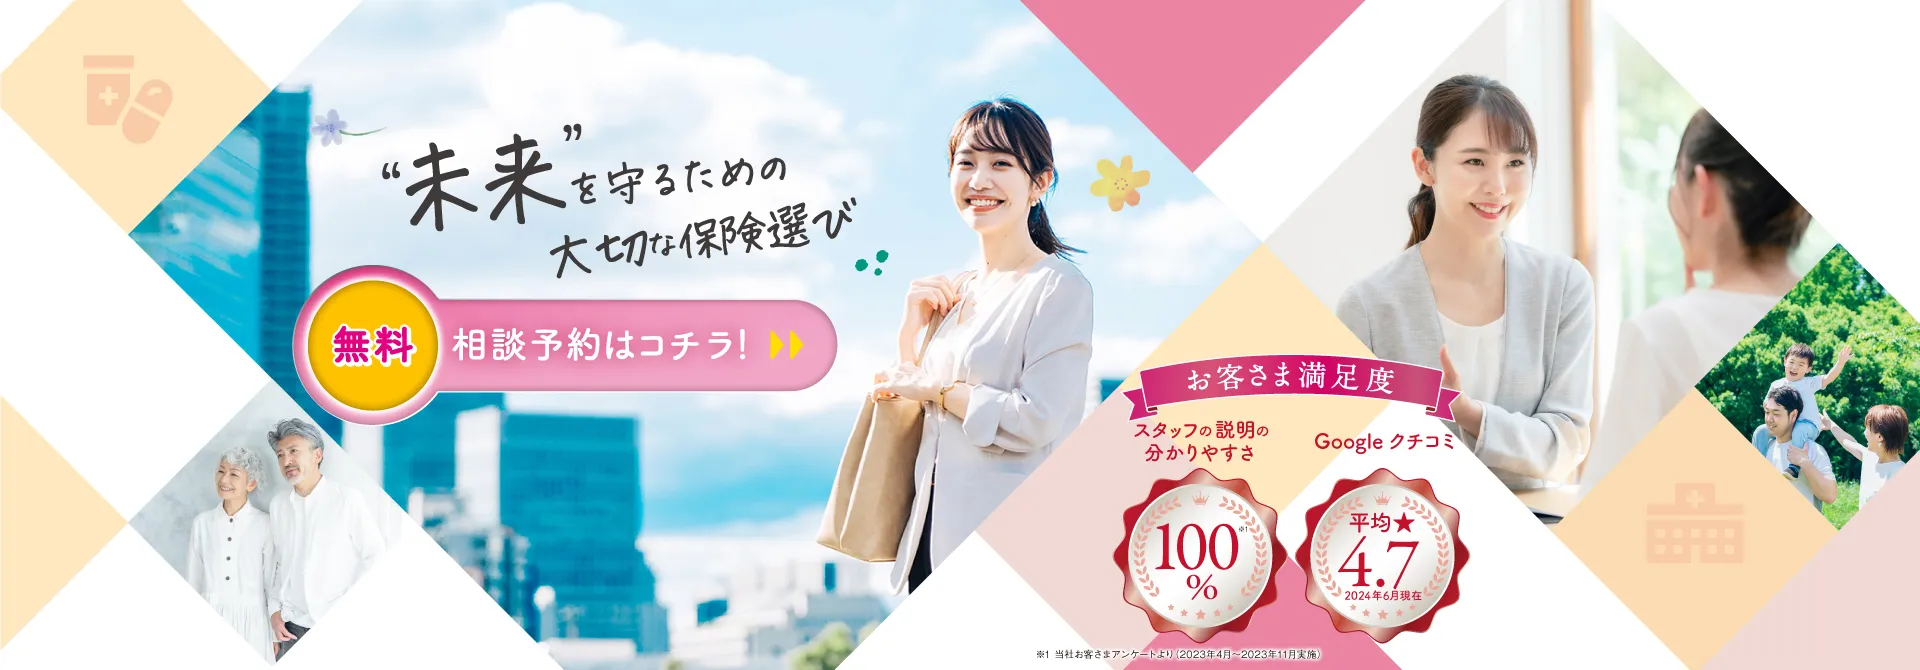 “未来”を守るための
大切な保険選び
無料
相談予約はコチラ!
お客さま満足度
スタッフの説明の
分かりやすさ
100
※1
%
Google クチコミ
平均★
4.7
2024年6月現在
※1 当社お客さまアンケートより（2023年4月〜2023年11月実施）